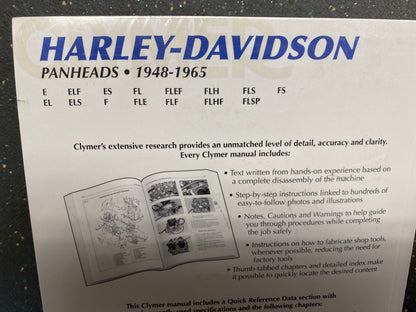 HARLEY-DAVIDSON
PANHEADS • 1948-1965
E ELF ES FL FLEF FLH FLS FS
EL ELS F FLE FLF FLHF FLSP
Clymer's extensive research provides an unmatched level of detail, accuracy and clarity.
Every Clymer manual includes:
• Text written from hands-on experience based on
a complete disassembly of the machine
• Step-by-step instructions linked to hundreds of
easy-to-follow photos and illustrations
• Notes, Cautions and Warnings to help guide
you through procedures while completing
the job safely
• Instructions on how to fabricate shop tools,
whenever possible, reducing the need for
factory tools
• Thumb-tabbed chapters and detailed index make
it possible to quickly locate the desired content
This Clymer manual includes a Quick Reference Data section with
used specifications and the following chapters: